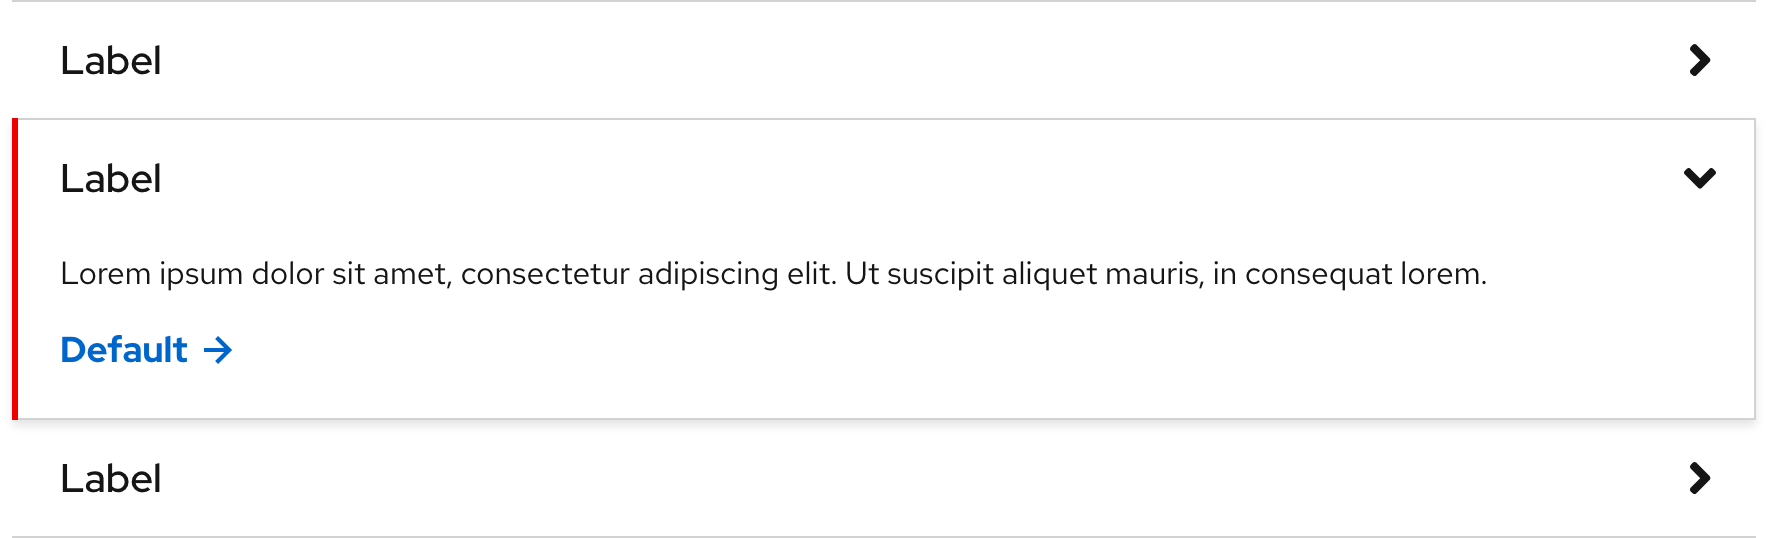 Label
Label
Lorem ipsum dolor sit amet, consectetur adipiscing elit. Ut suscipit aliquet mauris, in consequat lorem.
Default →
Label